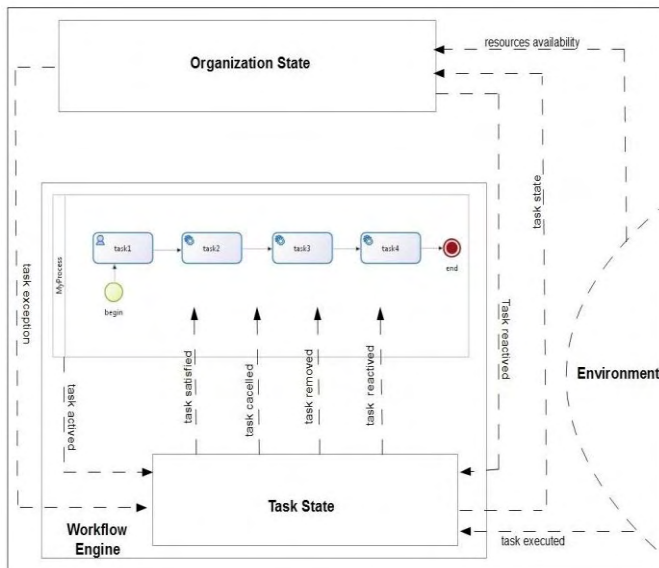 resources availability
Organization State
task state
task exception
MyProcess
task1
task2
task3
task4
begin
end
Task reactived
Environment
task actived
task satisfied
task cacelled
task removed
task reactived
Task State
Workflow
Engine
task executed